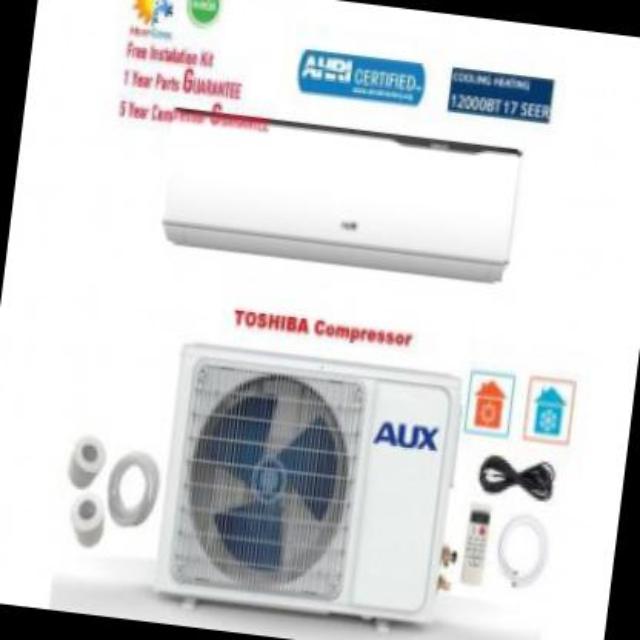 Free Instalation Kit
1 Year Parts GUARANTEE
5 Year Compressor GUARANTEE
AHRI CERTIFIED
COOLING HEATING
12000BT 17 SEER
TOSHIBA Compressor
AUX